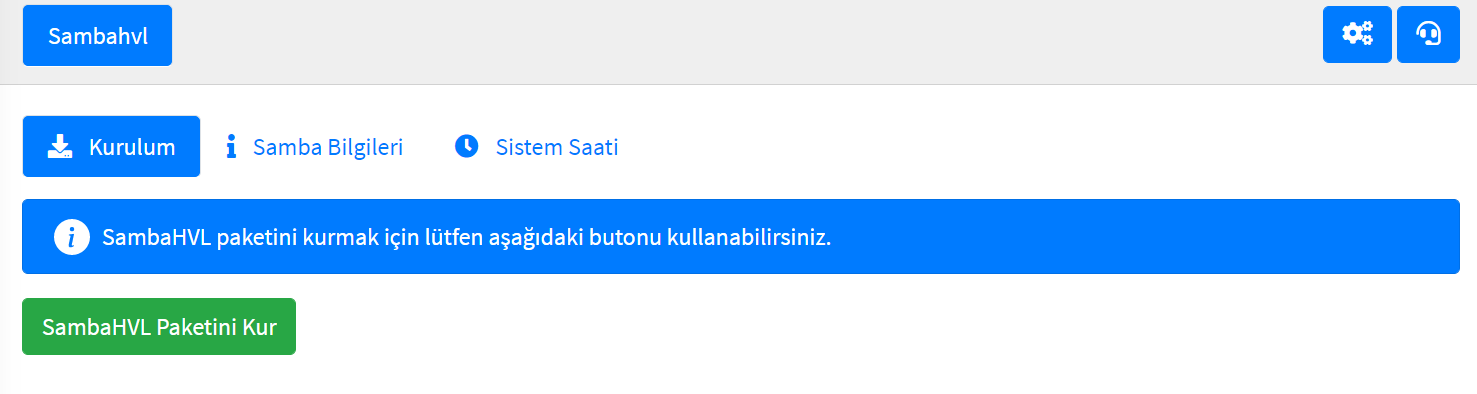 Sambahvl
Kurulum
Samba Bilgileri
Sistem Saati
SambaHVL paketini kurmak için lütfen aşağıdaki butonu kullanabilirsiniz.
SambaHVL Paketini Kur